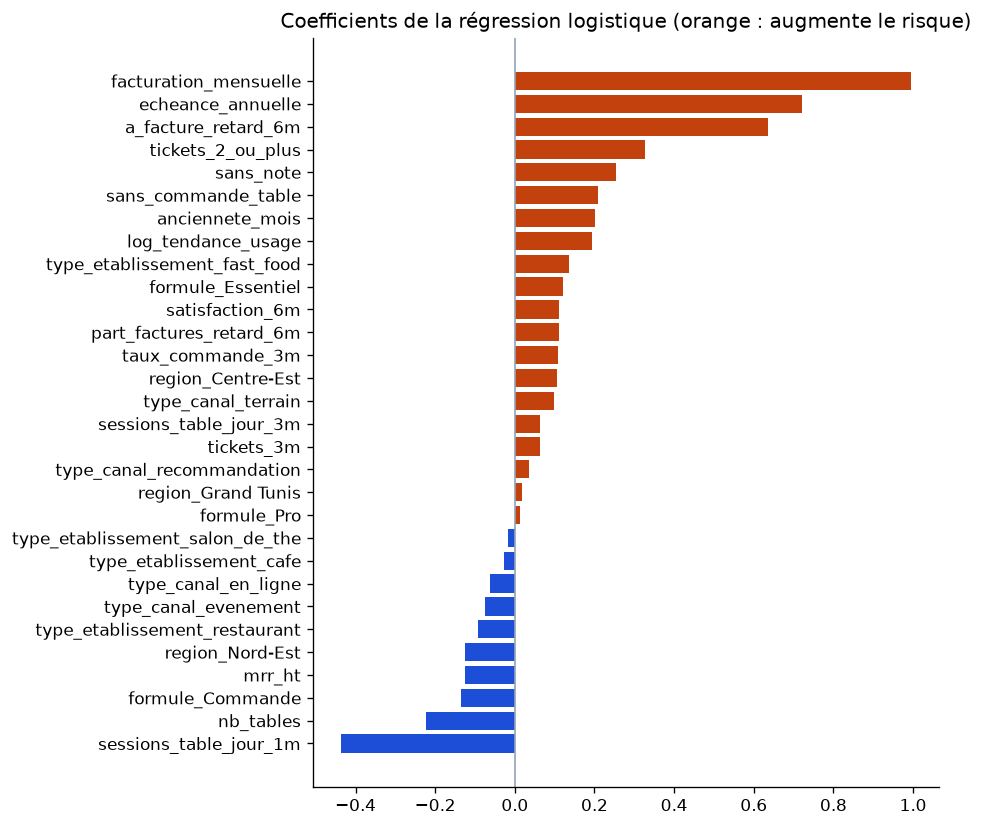 Coefficients de la régression logistique (orange : augmente le risque)
facturation_mensuelle
echeance_annuelle
a_facture_retard_6m
tickets_2_ou_plus
sans_note
sans_commande_table
anciennete_mois
log_tendance_usage
type_etablissement_fast_food
formule_Essentiel
satisfaction_6m
part_factures_retard_6m
taux_commande_3m
region_Centre-Est
type_canal_terrain
sessions_table_jour_3m
tickets_3m
type_canal_recommandation
region_Grand Tunis
formule_Pro
type_etablissement_salon_de_the
type_etablissement_cafe
type_canal_en_ligne
type_canal_evenement
type_etablissement_restaurant
region_Nord-Est
mrr_ht
formule_Commande
nb_tables
sessions_table_jour_1m
−0.4 −0.2 0.0 0.2 0.4 0.6 0.8 1.0